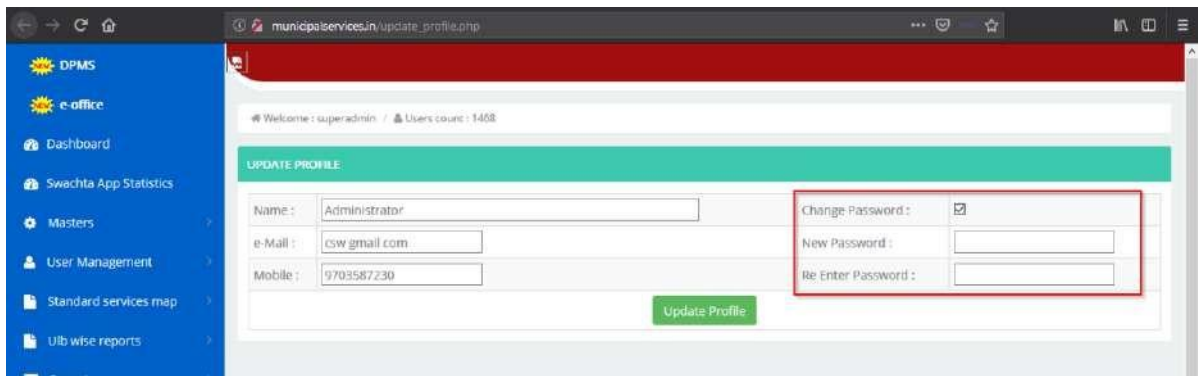 municipalservices.in/update_profile.php
NEW DPMS
NEW e-office
Dashboard
Swachta App Statistics
Masters
User Management
Standard services map
Ulb wise reports
Welcome : superadmin / Users count : 1468
UPDATE PROFILE
Name : Administrator Change Password :
e-Mail : csw gmail com New Password :
Mobile : 9703587230 Re Enter Password :
Update Profile